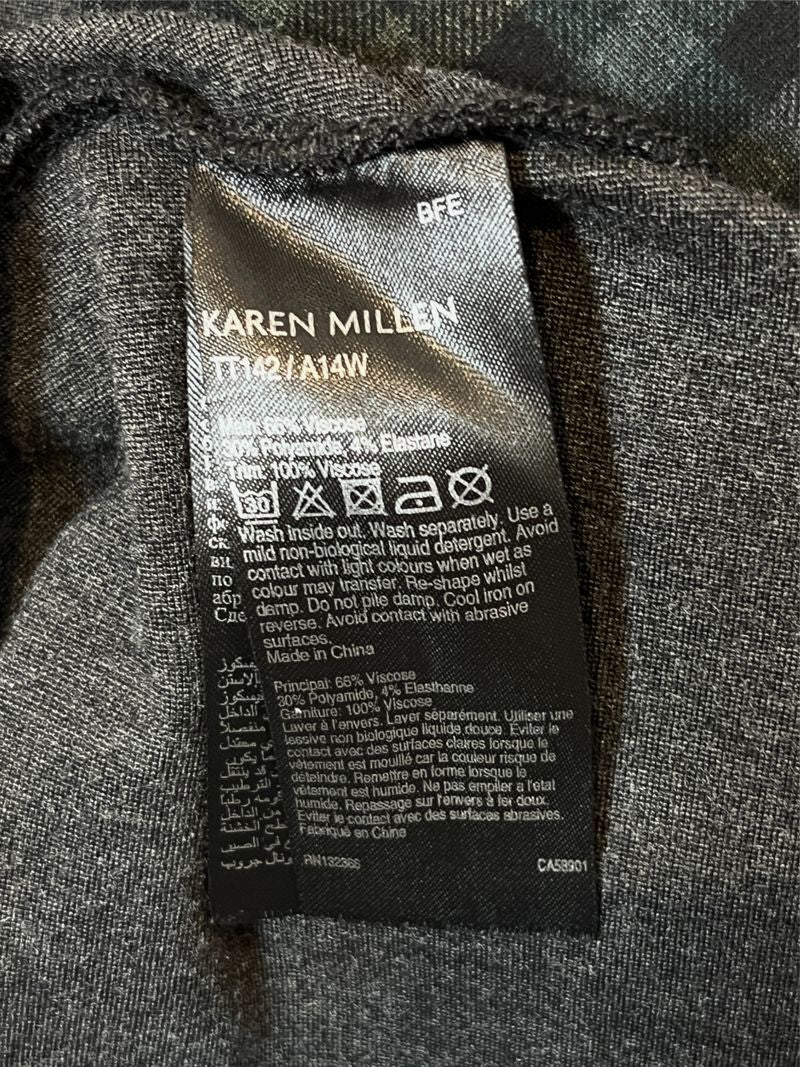 BFE
KAREN MILLEN
TT142 / A14W
Main: 66% Viscose
30% Polyamide, 4% Elastane
Trim: 100% Viscose
30
Wash inside out. Wash separately. Use a
mild non-biological liquid detergent. Avoid
contact with light colours when wet as
colour may transfer. Re-shape whilst
damp. Do not pile damp. Cool iron on
reverse. Avoid contact with abrasive
surfaces.
Made in China
Principal: 66% Viscose
30% Polyamide, 4% Elasthanne
Garniture: 100% Viscose
Laver à l'envers. Laver séparément. Utiliser une
lessive non biologique liquide douce. Eviter le
contact avec des surfaces claires lorsque le
vêtement est mouillé car la couleur risque de
déteindre. Remettre en forme lorsque le
vêtement est humide. Ne pas empiler a l'etat
humide. Repassage sur l'envers à fer doux.
Eviter le contact avec des surfaces abrasives.
Fabriqué en Chine
RN132366
CA53901